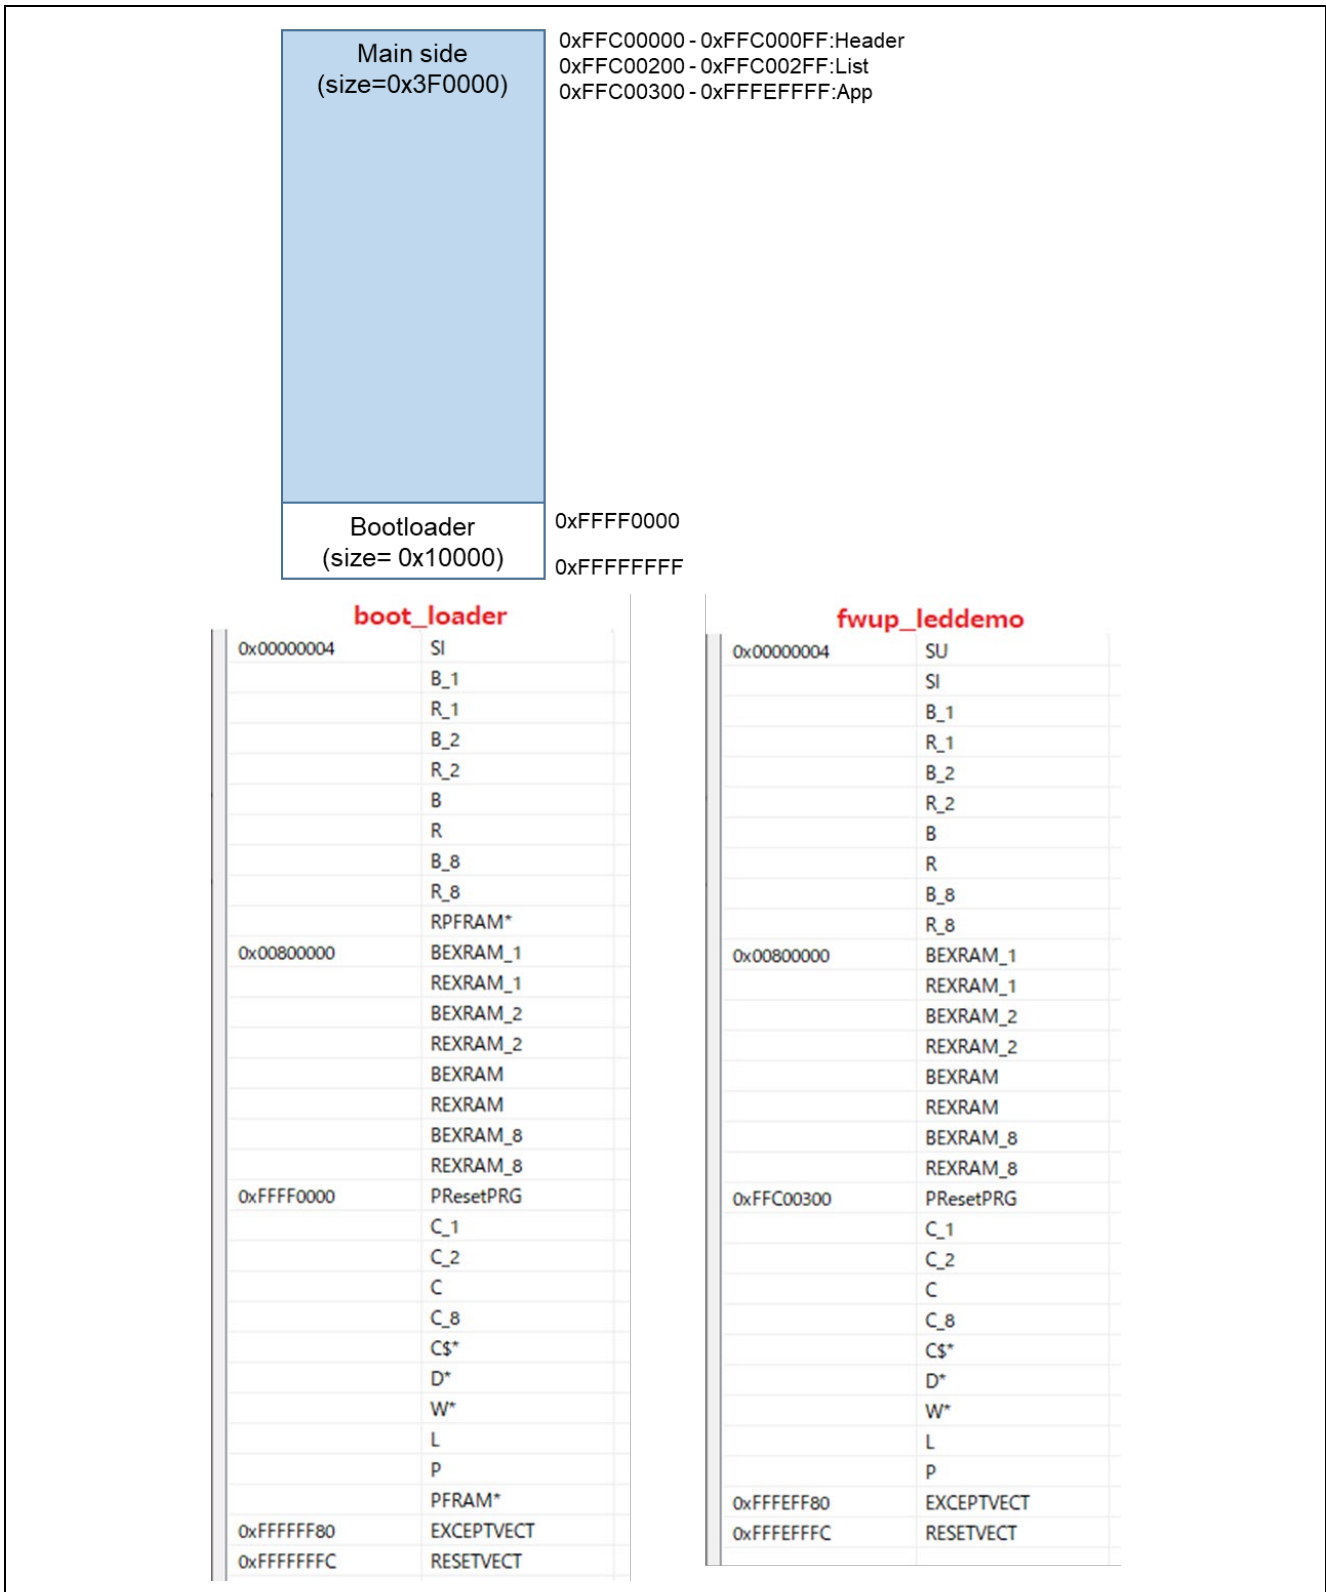 Main side
(size=0x3F0000)
0xFFC00000 - 0xFFC000FF:Header
0xFFC00200 - 0xFFC002FF:List
0xFFC00300 - 0xFFFEFFFF:App
Bootloader
(size= 0x10000)
0xFFFF0000
0xFFFFFFFF
boot_loader
0x00000004 SI
B_1
R_1
B_2
R_2
B
R
B_8
R_8
RPFRAM*
0x00800000 BEXRAM_1
REXRAM_1
BEXRAM_2
REXRAM_2
BEXRAM
REXRAM
BEXRAM_8
REXRAM_8
0xFFFF0000 PResetPRG
C_1
C_2
C
C_8
C$*
D*
W*
L
P
PFRAM*
0xFFFFFF80 EXCEPTVECT
0xFFFFFFFC RESETVECT
fwup_leddemo
0x00000004 SU
SI
B_1
R_1
B_2
R_2
B
R
B_8
R_8
0x00800000 BEXRAM_1
REXRAM_1
BEXRAM_2
REXRAM_2
BEXRAM
REXRAM
BEXRAM_8
REXRAM_8
0xFFC00300 PResetPRG
C_1
C_2
C
C_8
C$*
D*
W*
L
P
0xFFFEFF80 EXCEPTVECT
0xFFFEFFFC RESETVECT